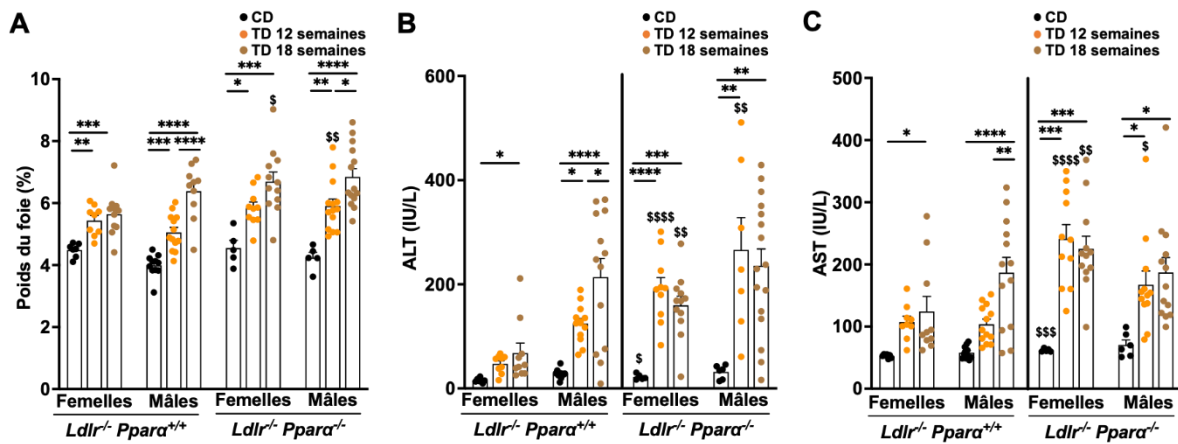 A
CD
TD 12 semaines
TD 18 semaines
Poids du foie (%)
10
8
6
4
2
0
*** **** *** ****
** *** **** * ** *
$ $$
Femelles Mâles Femelles Mâles
Ldlr-/- Pparα+/+ Ldlr-/- Pparα-/-
B
CD
TD 12 semaines
TD 18 semaines
ALT (IU/L)
600
400
200
0
* **** *** **
* * **** **
$ $$$$ $$ $$
Femelles Mâles Femelles Mâles
Ldlr-/- Pparα+/+ Ldlr-/- Pparα-/-
C
CD
TD 12 semaines
TD 18 semaines
AST (IU/L)
500
400
300
200
100
0
* **** *** *
** *** *
$$$ $$$$ $$ $
Femelles Mâles Femelles Mâles
Ldlr-/- Pparα+/+ Ldlr-/- Pparα-/-